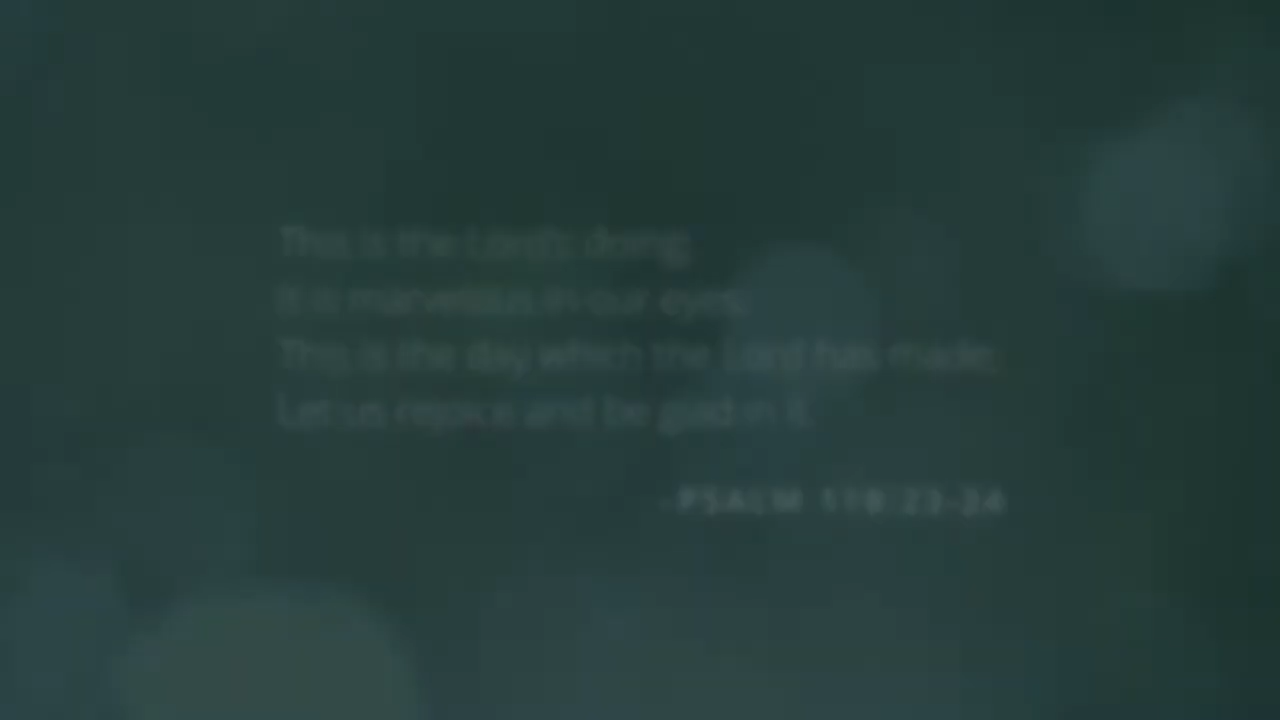 This is the Lord's doing;
It is marvelous in our eyes.
This is the day which the Lord has made;
Let us rejoice and be glad in it.
-PSALM 118:23-24